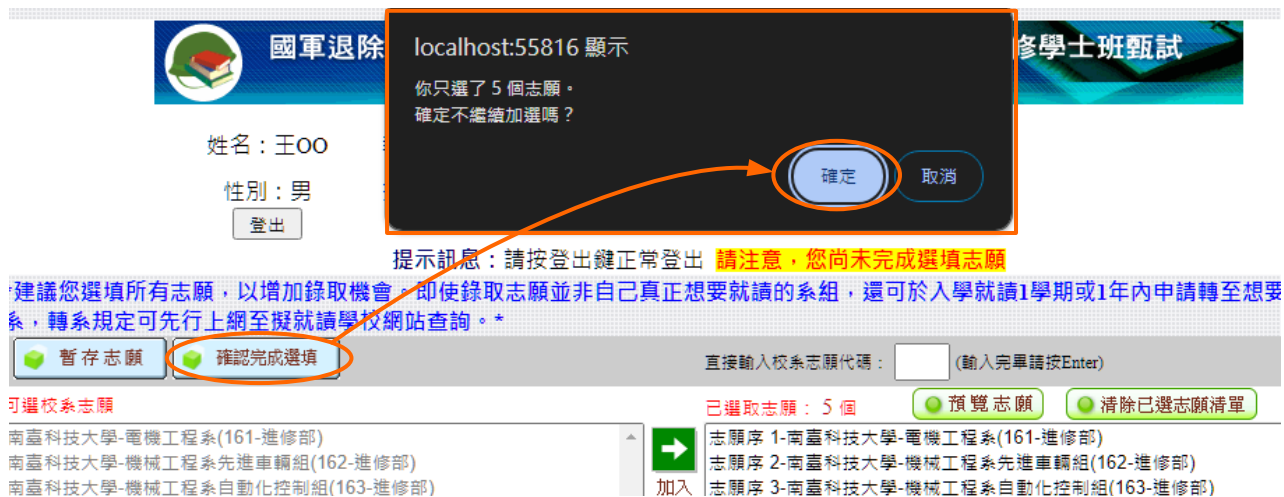 國軍退除
修學士班甄試
localhost:55816 顯示
你只選了 5 個志願。
確定不繼續加選嗎？
確定
取消
姓名：王OO
性別：男
登出
提示訊息：請按登出鍵正常登出 請注意，您尚未完成選填志願
*建議您選填所有志願，以增加錄取機會。即使錄取志願並非自己真正想要就讀的系組，還可於入學就讀1學期或1年內申請轉至想要
系，轉系規定可先行上網至擬就讀學校網站查詢。*
暫存志願
確認完成選填
直接輸入校系志願代碼：
(輸入完畢請按Enter)
可選校系志願
已選取志願： 5 個
預覽志願
清除已選志願清單
南臺科技大學-電機工程系(161-進修部)
南臺科技大學-機械工程系先進車輛組(162-進修部)
南臺科技大學-機械工程系自動化控制組(163-進修部)
加入
志願序 1-南臺科技大學-電機工程系(161-進修部)
志願序 2-南臺科技大學-機械工程系先進車輛組(162-進修部)
志願序 3-南臺科技大學-機械工程系自動化控制組(163-進修部)